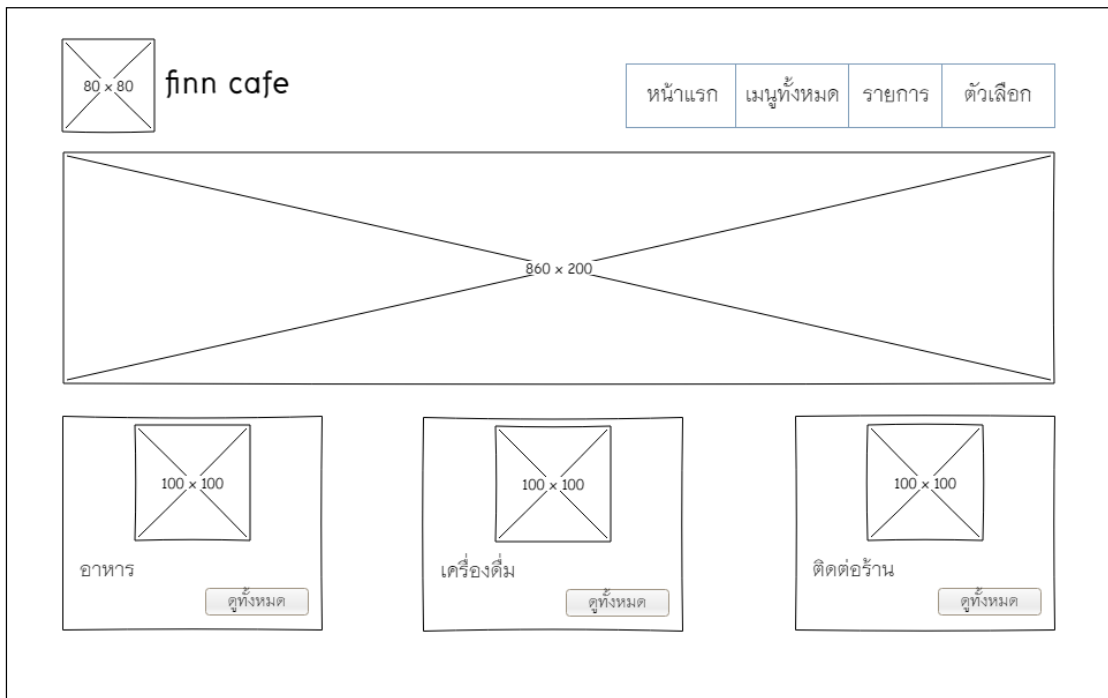 80 x 80
finn cafe
หน้าแรก
เมนูทั้งหมด
รายการ
ตัวเลือก
860 x 200
100 x 100
อาหาร
ดูทั้งหมด
100 x 100
เครื่องดื่ม
ดูทั้งหมด
100 x 100
ติดต่อร้าน
ดูทั้งหมด